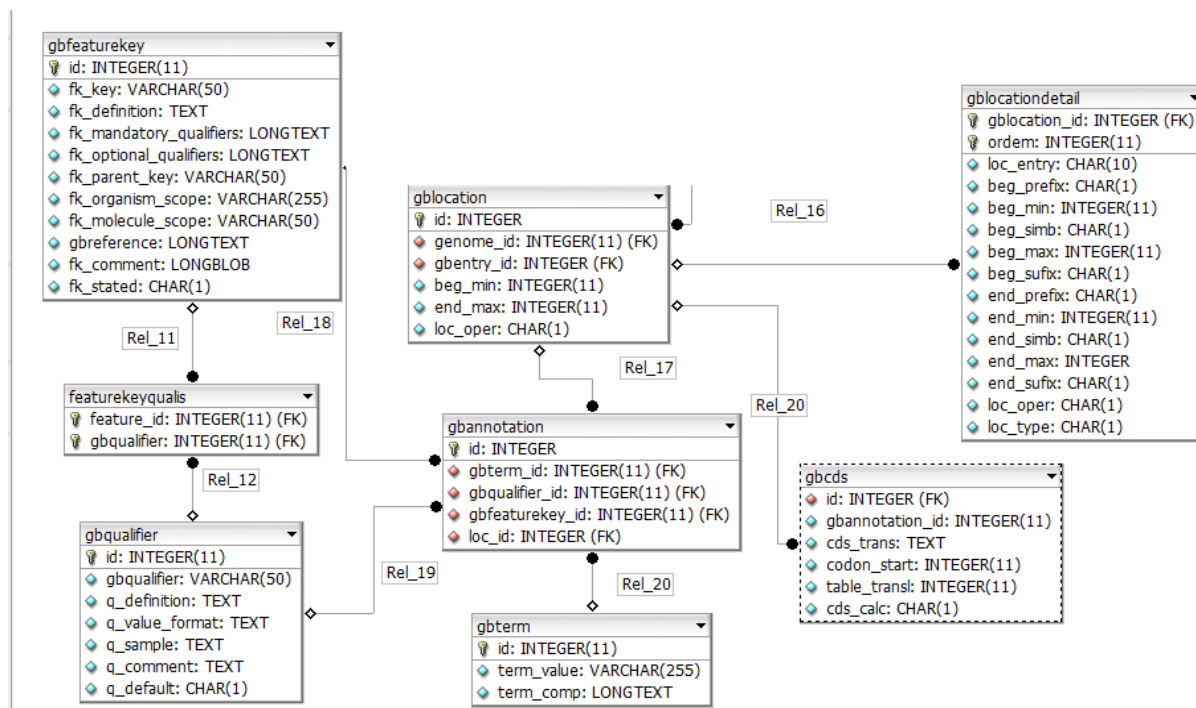 gbfeaturekey
id: INTEGER(11)
fk_key: VARCHAR(50)
fk_definition: TEXT
fk_mandatory_qualifiers: LONGTEXT
fk_optional_qualifiers: LONGTEXT
fk_parent_key: VARCHAR(50)
fk_organism_scope: VARCHAR(255)
fk_molecule_scope: VARCHAR(50)
gbreference: LONGTEXT
fk_comment: LONGBLOB
fk_stated: CHAR(1)
Rel_11
Rel_18
featurekeyqualis
feature_id: INTEGER(11) (FK)
gbqualifier: INTEGER(11) (FK)
Rel_12
gbqualifier
id: INTEGER(11)
gbqualifier: VARCHAR(50)
q_definition: TEXT
q_value_format: TEXT
q_sample: TEXT
q_comment: TEXT
q_default: CHAR(1)
gblocation
id: INTEGER
genome_id: INTEGER(11) (FK)
gbentry_id: INTEGER (FK)
beg_min: INTEGER(11)
end_max: INTEGER(11)
loc_oper: CHAR(1)
Rel_17
gbannotation
id: INTEGER
gbterm_id: INTEGER(11) (FK)
gbqualifier_id: INTEGER(11) (FK)
gbfeaturekey_id: INTEGER(11) (FK)
loc_id: INTEGER (FK)
Rel_19
Rel_20
gbterm
id: INTEGER(11)
term_value: VARCHAR(255)
term_comp: LONGTEXT
Rel_16
Rel_20
gblocationdetail
gblocation_id: INTEGER (FK)
ordem: INTEGER(11)
loc_entry: CHAR(10)
beg_prefix: CHAR(1)
beg_min: INTEGER(11)
beg_simb: CHAR(1)
beg_max: INTEGER(11)
beg_sufix: CHAR(1)
end_prefix: CHAR(1)
end_min: INTEGER(11)
end_simb: CHAR(1)
end_max: INTEGER
end_sufix: CHAR(1)
loc_oper: CHAR(1)
loc_type: CHAR(1)
gbcds
id: INTEGER (FK)
gbannotation_id: INTEGER(11)
cds_trans: TEXT
codon_start: INTEGER(11)
table_transl: INTEGER(11)
cds_calc: CHAR(1)